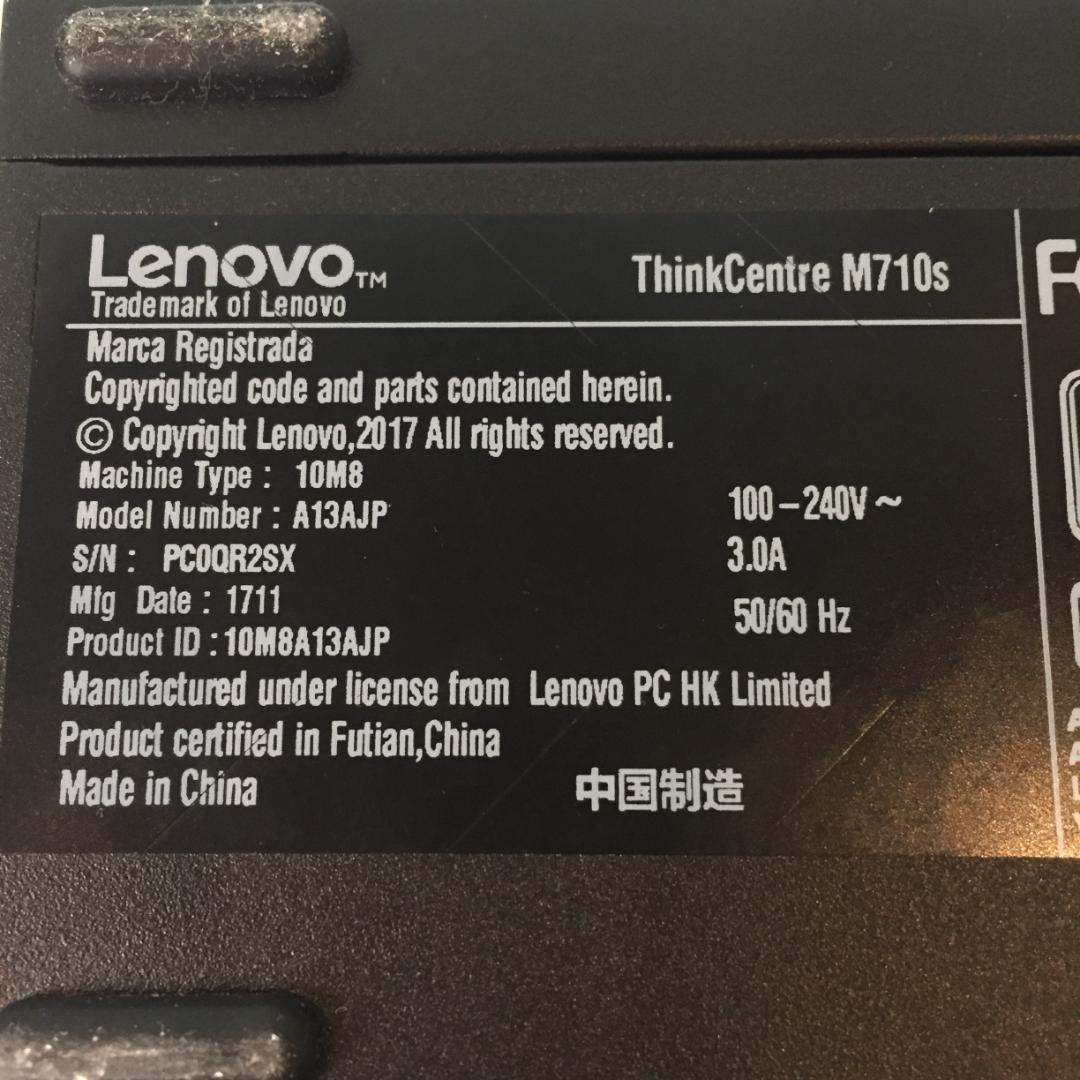 Lenovo™
ThinkCentre M710s
Trademark of Lenovo
Marca Registrada
Copyrighted code and parts contained herein.
© Copyright Lenovo,2017 All rights reserved.
Machine Type : 10M8
Model Number : A13AJP
100-240V~
S/N : PC0QR2SX
3.0A
Mfg Date : 1711
50/60 Hz
Product ID :10M8A13AJP
Manufactured under license from Lenovo PC HK Limited
Product certified in Futian,China
Made in China
中国制造